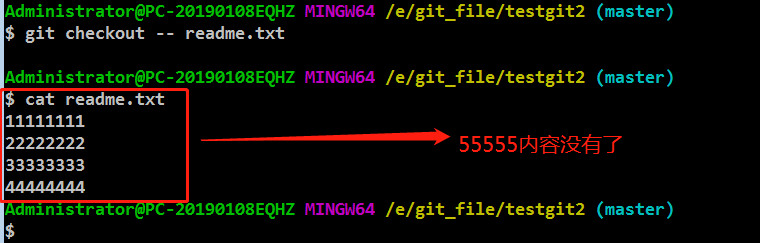 Administrator@PC-20190108EQHZ MINGW64 /e/git_file/testgit2 (master)
$ git checkout -- readme.txt
Administrator@PC-20190108EQHZ MINGW64 /e/git_file/testgit2 (master)
$ cat readme.txt
11111111
22222222
55555内容没有了
33333333
44444444
Administrator@PC-20190108EQHZ MINGW64 /e/git_file/testgit2 (master)
$